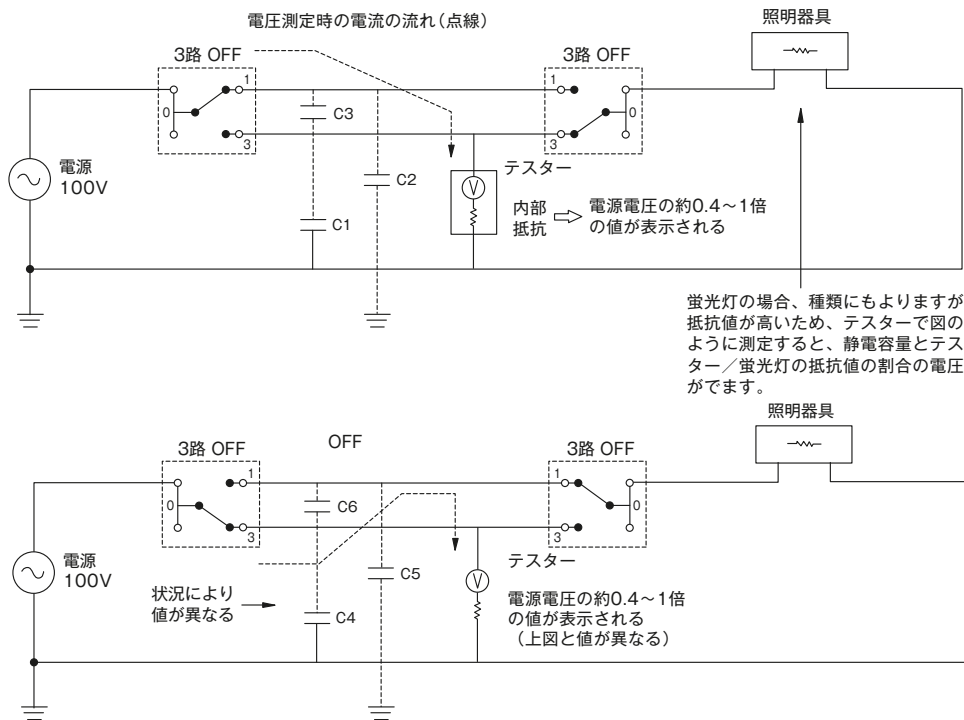 電圧測定時の電流の流れ（点線）
照明器具
3路 OFF
3路 OFF
1
0
3
C3
C2
C1
1
0
3
電源
100V
テスター
V
内部
抵抗
電源電圧の約0.4〜1倍
の値が表示される
蛍光灯の場合、種類にもよりますが
抵抗値が高いため、テスターで図の
ように測定すると、静電容量とテス
ター／蛍光灯の抵抗値の割合の電圧
がでます。
照明器具
3路 OFF
OFF
3路 OFF
1
0
3
C6
C5
C4
1
0
3
電源
100V
状況により
値が異なる
テスター
V
電源電圧の約0.4〜1倍
の値が表示される
（上図と値が異なる）